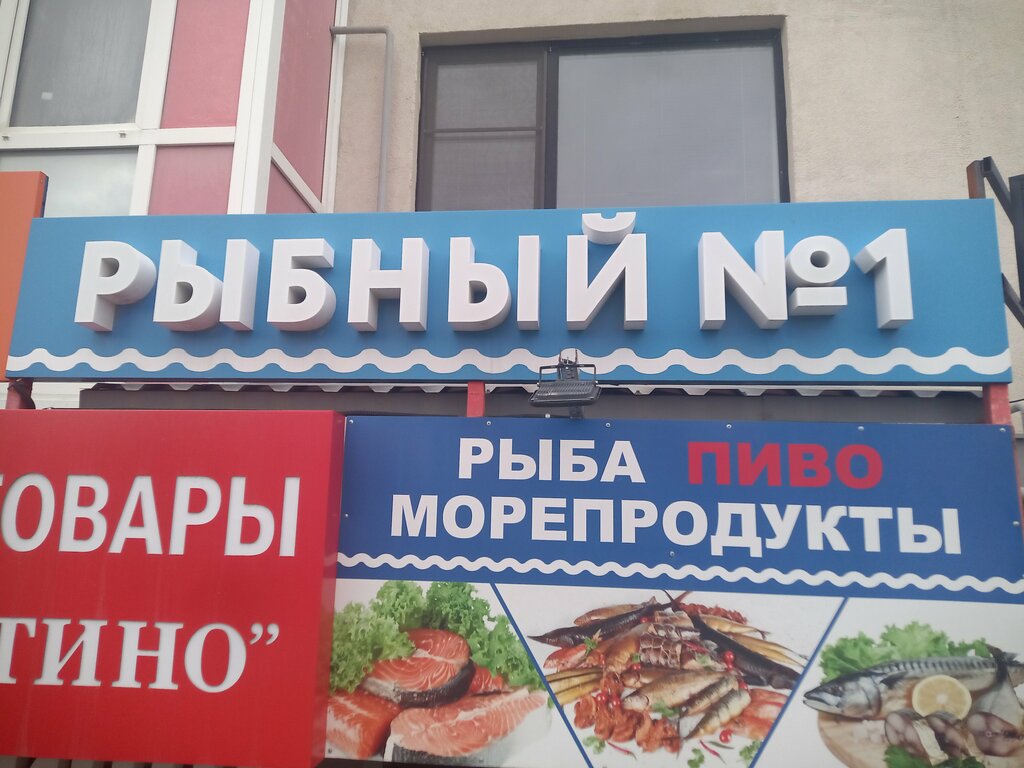 РЫБНЫЙ №1
РЫБА ПИВО
МОРЕПРОДУКТЫ
ОВАРЫ
ТИНО”